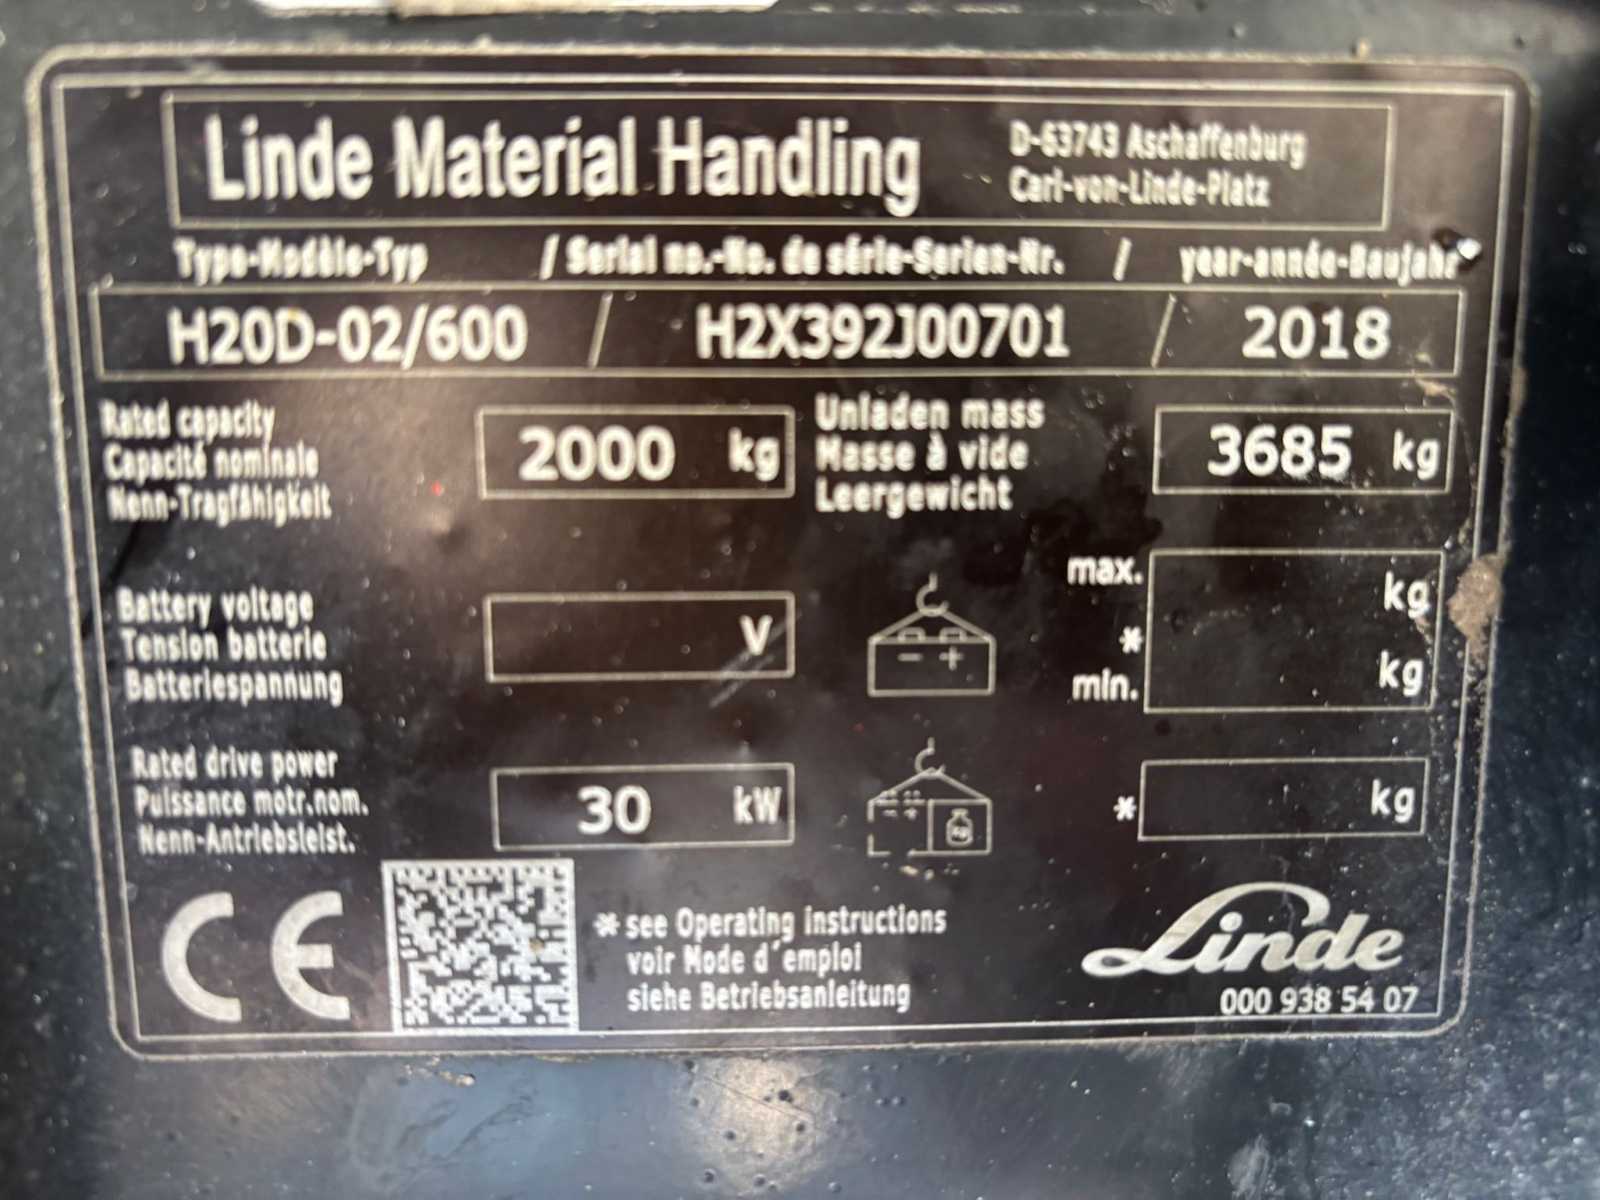 Linde Material Handling
D-63743 Aschaffenburg
Carl-von-Linde-Platz
Type-Modèle-Typ / Serial no.-No. de série-Serien-Nr. / year-année-Baujahr
H20D-02/600 / H2X392J00701 / 2018
Rated capacity
Capacité nominale
Nenn-Tragfähigkeit
2000 kg
Unladen mass
Masse à vide
Leergewicht
3685 kg
Battery voltage
Tension batterie
Batteriespannung
V
- +
max. kg
*
min. kg
Rated drive power
Puissance motr.nom.
Nenn-Antriebsleist.
30 kW
- +
kg
* kg
CE
* see Operating instructions
voir Mode d'emploi
siehe Betriebsanleitung
Linde
000 938 54 07